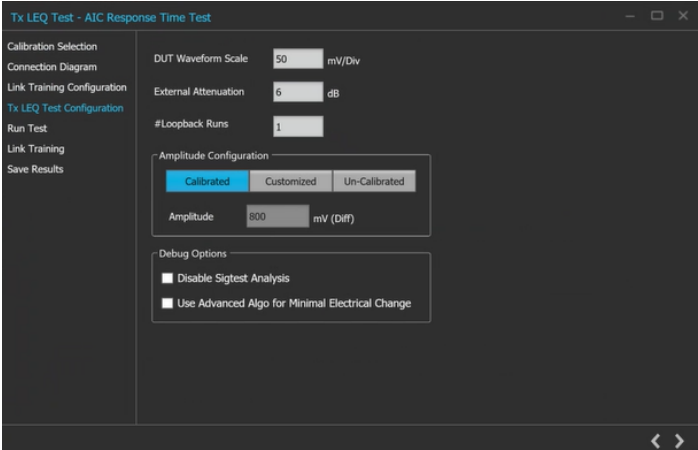 Tx LEQ Test - AIC Response Time Test
Calibration Selection
Connection Diagram
Link Training Configuration
Tx LEQ Test Configuration
Run Test
Link Training
Save Results
DUT Waveform Scale 50 mV/Div
External Attenuation 6 dB
#Loopback Runs 1
Amplitude Configuration
Calibrated Customized Un-Calibrated
Amplitude 800 mV (Diff)
Debug Options
Disable Sigtest Analysis
Use Advanced Algo for Minimal Electrical Change